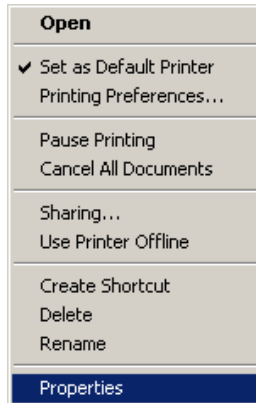 Open
Set as Default Printer
Printing Preferences...
Pause Printing
Cancel All Documents
Sharing...
Use Printer Offline
Create Shortcut
Delete
Rename
Properties